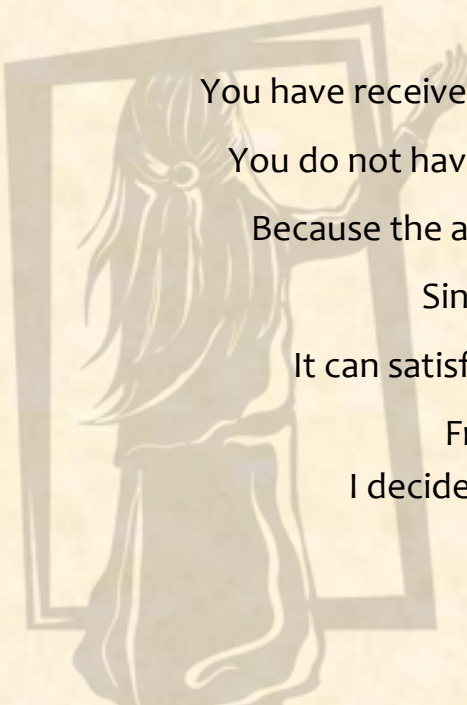 You have receive
You do not hav
Because the a
Sin
It can satisf
Fr
I decide